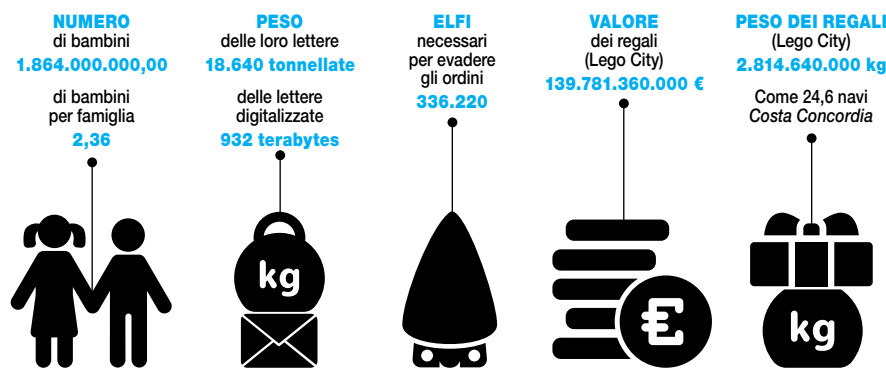 NUMERO
di bambini
1.864.000.000,00
di bambini
per famiglia
2,36
PESO
delle loro lettere
18.640 tonnellate
delle lettere
digitalizzate
932 terabytes
ELFI
necessari
per evadere
gli ordini
336.220
VALORE
dei regali
(Lego City)
139.781.360.000 €
PESO DEI REGALI
(Lego City)
2.814.640.000 kg
Come 24,6 navi
Costa Concordia
kg
€
kg